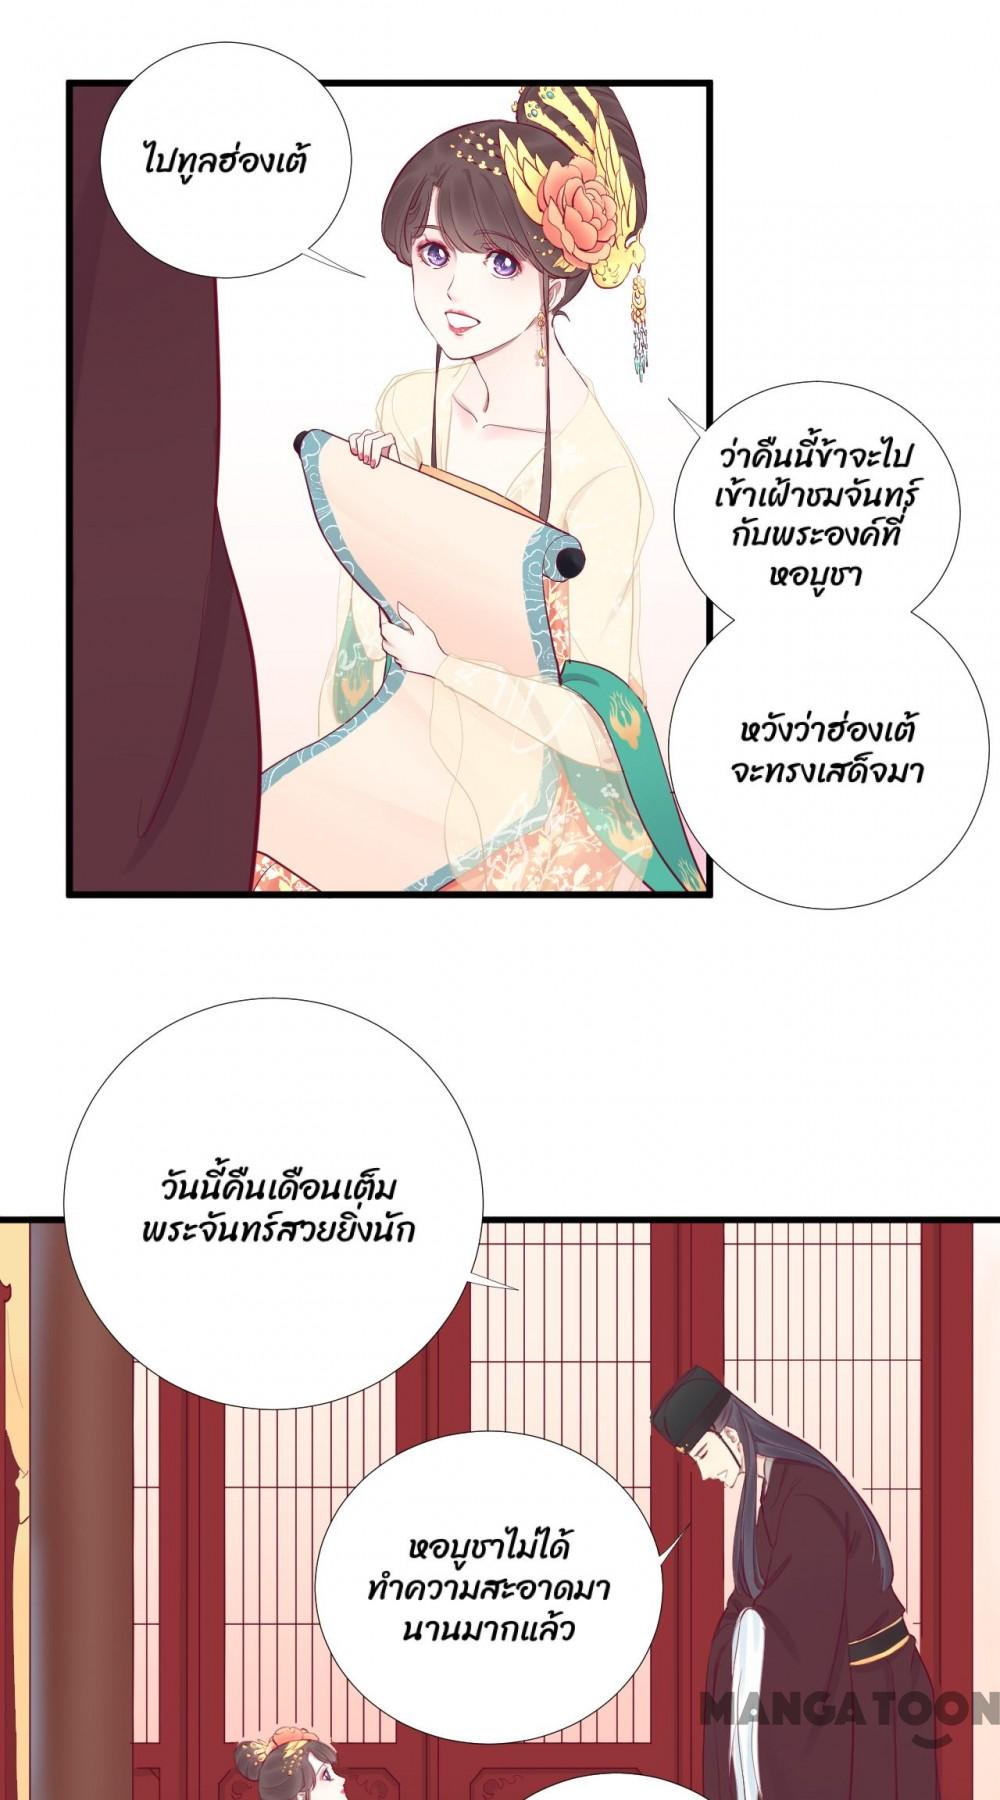 ไปทูลฮ่องเต้
ว่าคืนนี้ข้าจะไป
เข้าเฝ้าชมจันทร์
กับพระองค์ที่
หอบูชา
หวังว่าฮ่องเต้
จะทรงเสด็จมา
วันนี้คืนเดือนเต็ม
พระจันทร์สวยยิ่งนัก
หอบูชาไม่ได้
ทำความสะอาดมา
นานมากแล้ว
MANGATOON